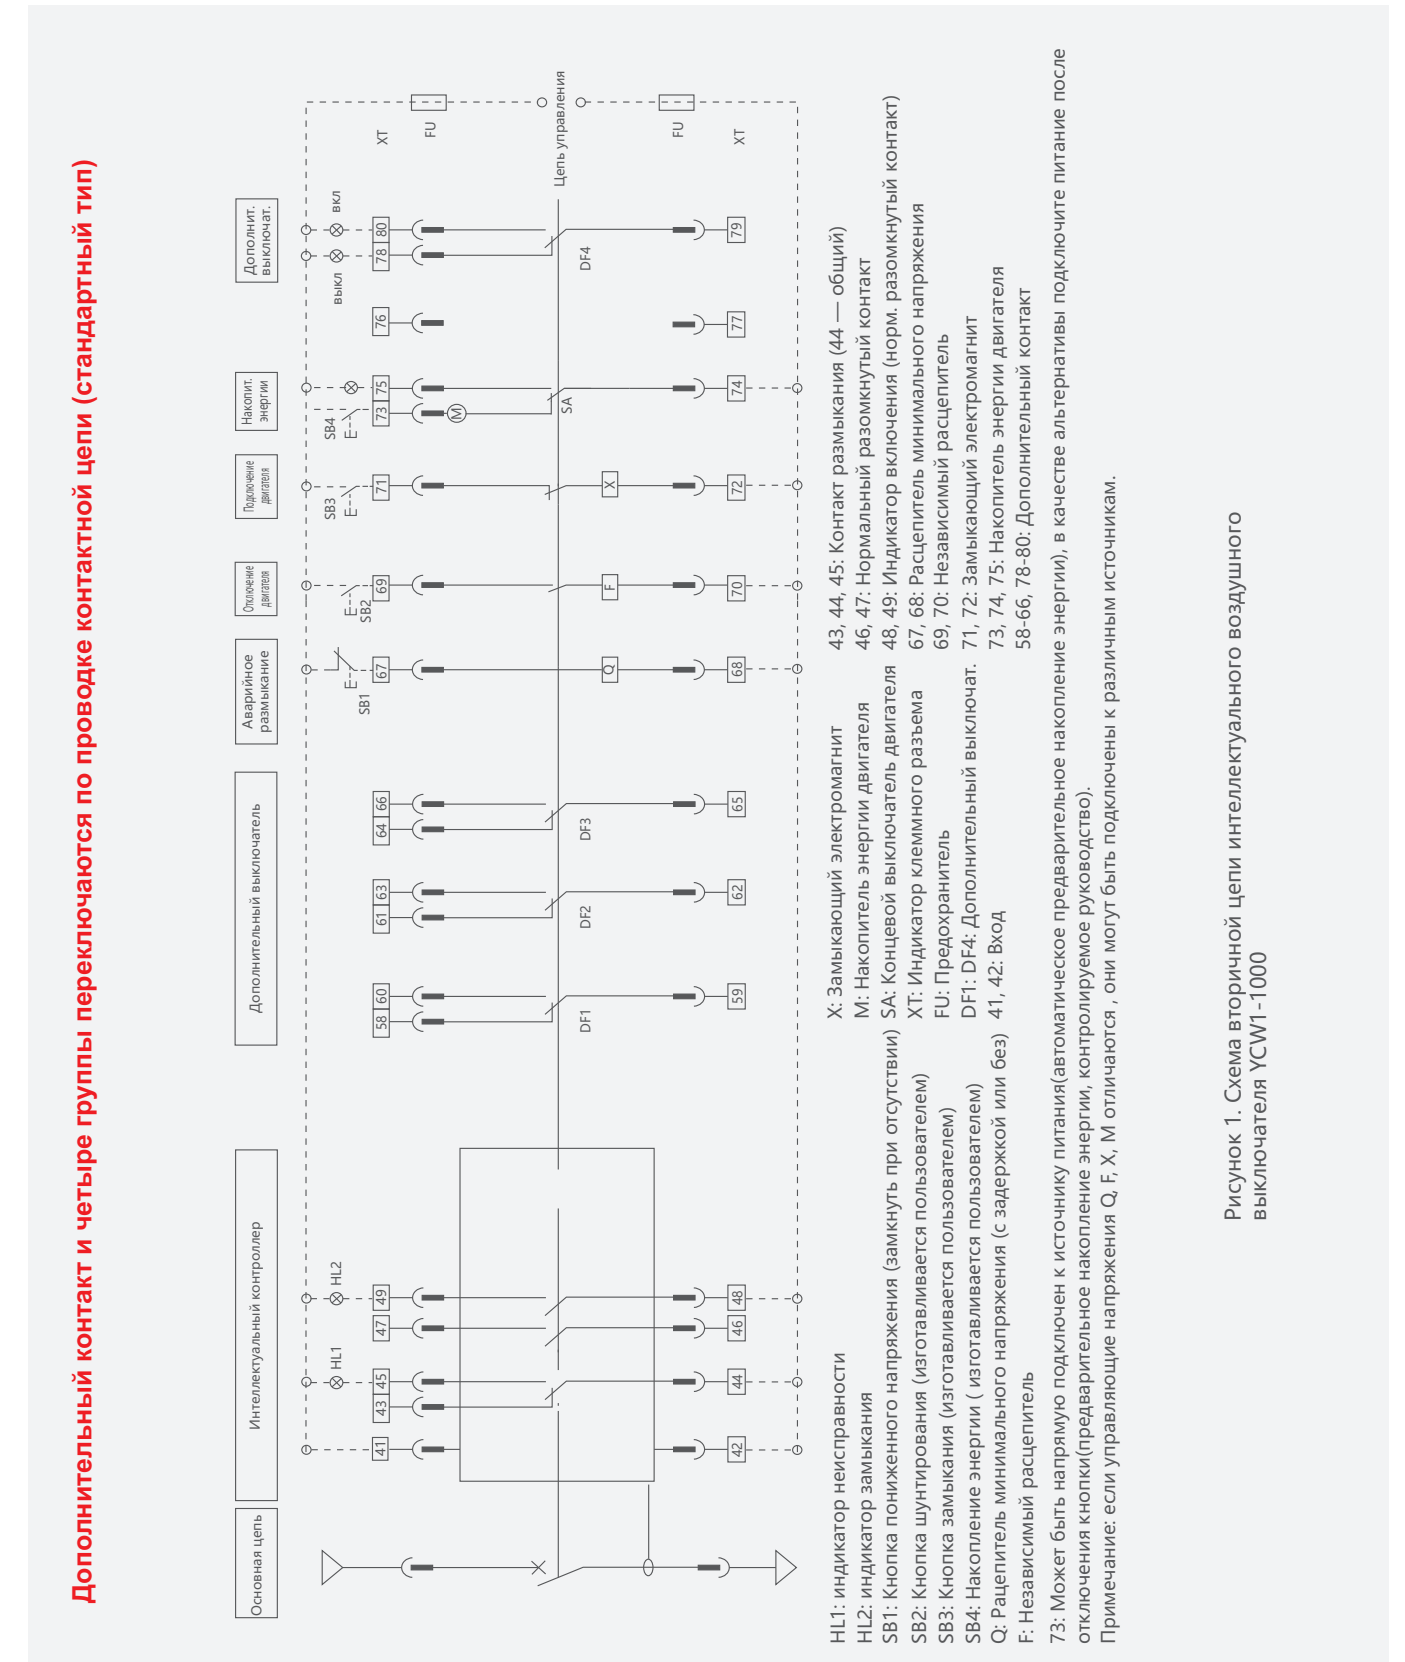 Дополнительный контакт и четыре группы переключаются по проводке контактной цепи (стандартный тип)
Основная цепь
Интеллектуальный контроллер
Дополнительный выключатель
Аварийное
размыкание
Отключение
двигателя
Подключение
двигателя
Накопит.
энергии
Дополнит.
выключат.
HL1
HL2
SB1
SB2
SB3
SB4
выкл
вкл
41
43
45
47
49
58
60
61
63
64
66
67
69
71
73
75
76
78
80
XT
FU
M
DF1
DF2
DF3
SA
DF4
Цепь управления
Q
F
X
FU
42
44
46
48
59
62
65
68
70
72
74
77
79
XT
HL1: индикатор неисправности
HL2: индикатор замыкания
SB1: Кнопка пониженного напряжения (замкнуть при отсутствии)
SB2: Кнопка шунтирования (изготавливается пользователем)
SB3: Кнопка замыкания (изготавливается пользователем)
SB4: Накопление энергии ( изготавливается пользователем)
Q: Рацепитель минимального напряжения (с задержкой или без)
F: Независимый расцепитель
X: Замыкающий электромагнит
M: Накопитель энергии двигателя
SA: Концевой выключатель двигателя
XT: Индикатор клеммного разъема
FU: Предохранитель
DF1: DF4: Дополнительный выключат.
41, 42: Вход
43, 44, 45: Контакт размыкания (44 — общий)
46, 47: Нормальный разомкнутый контакт
48, 49: Индикатор включения (норм. разомкнутый контакт)
67, 68: Расцепитель минимального напряжения
69, 70: Независимый расцепитель
71, 72: Замыкающий электромагнит
73, 74, 75: Накопитель энергии двигателя
58-66, 78-80: Дополнительный контакт
73: Может быть напрямую подключен к источнику питания(автоматическое предварительное накопление энергии), в качестве альтернативы подключите питание после
отключения кнопки(предварительное накопление энергии, контролируемое руководство).
Примечание: если управляющие напряжения Q, F, X, M отличаются , они могут быть подключены к различным источникам.
Рисунок 1. Схема вторичной цепи интеллектуального воздушного
выключателя YCW1-1000